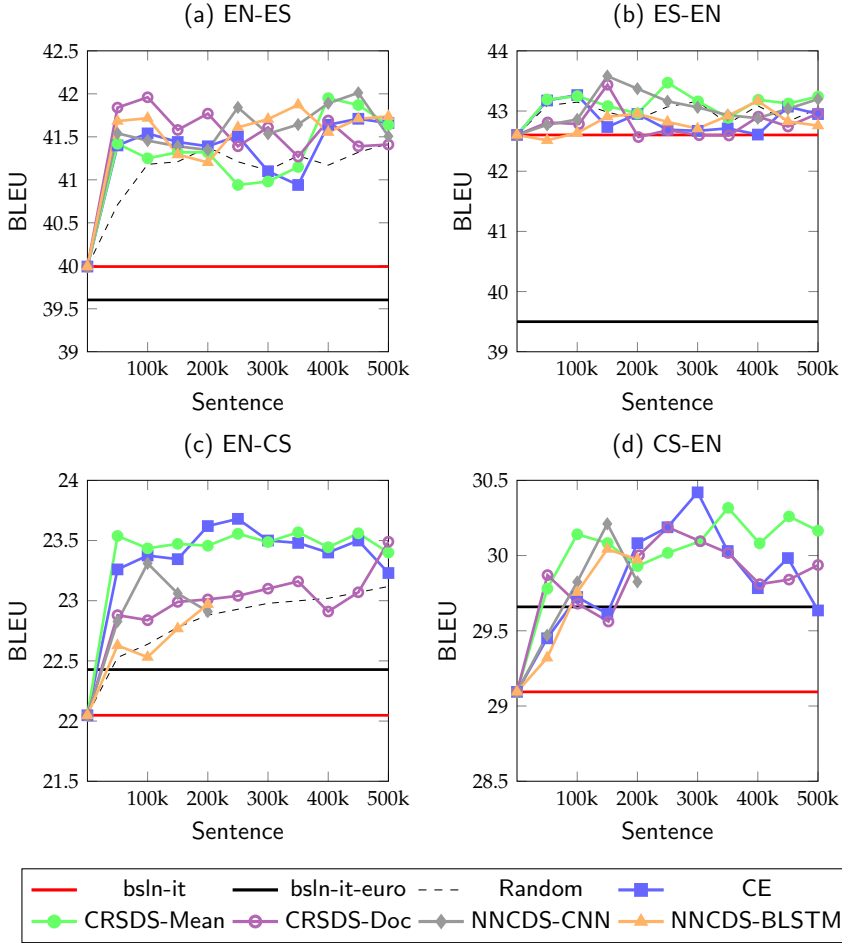 (a) EN-ES
42.5
42
41.5
41
40.5
40
39.5
39
BLEU
100k 200k 300k 400k 500k
Sentence
(b) ES-EN
44
43
42
41
40
39
BLEU
100k 200k 300k 400k 500k
Sentence
(c) EN-CS
24
23.5
23
22.5
22
21.5
BLEU
100k 200k 300k 400k 500k
Sentence
(d) CS-EN
30.5
30
29.5
29
28.5
BLEU
100k 200k 300k 400k 500k
Sentence
bsln-it bsln-it-euro Random CE
CRSDS-Mean CRSDS-Doc NNCDS-CNN NNCDS-BLSTM